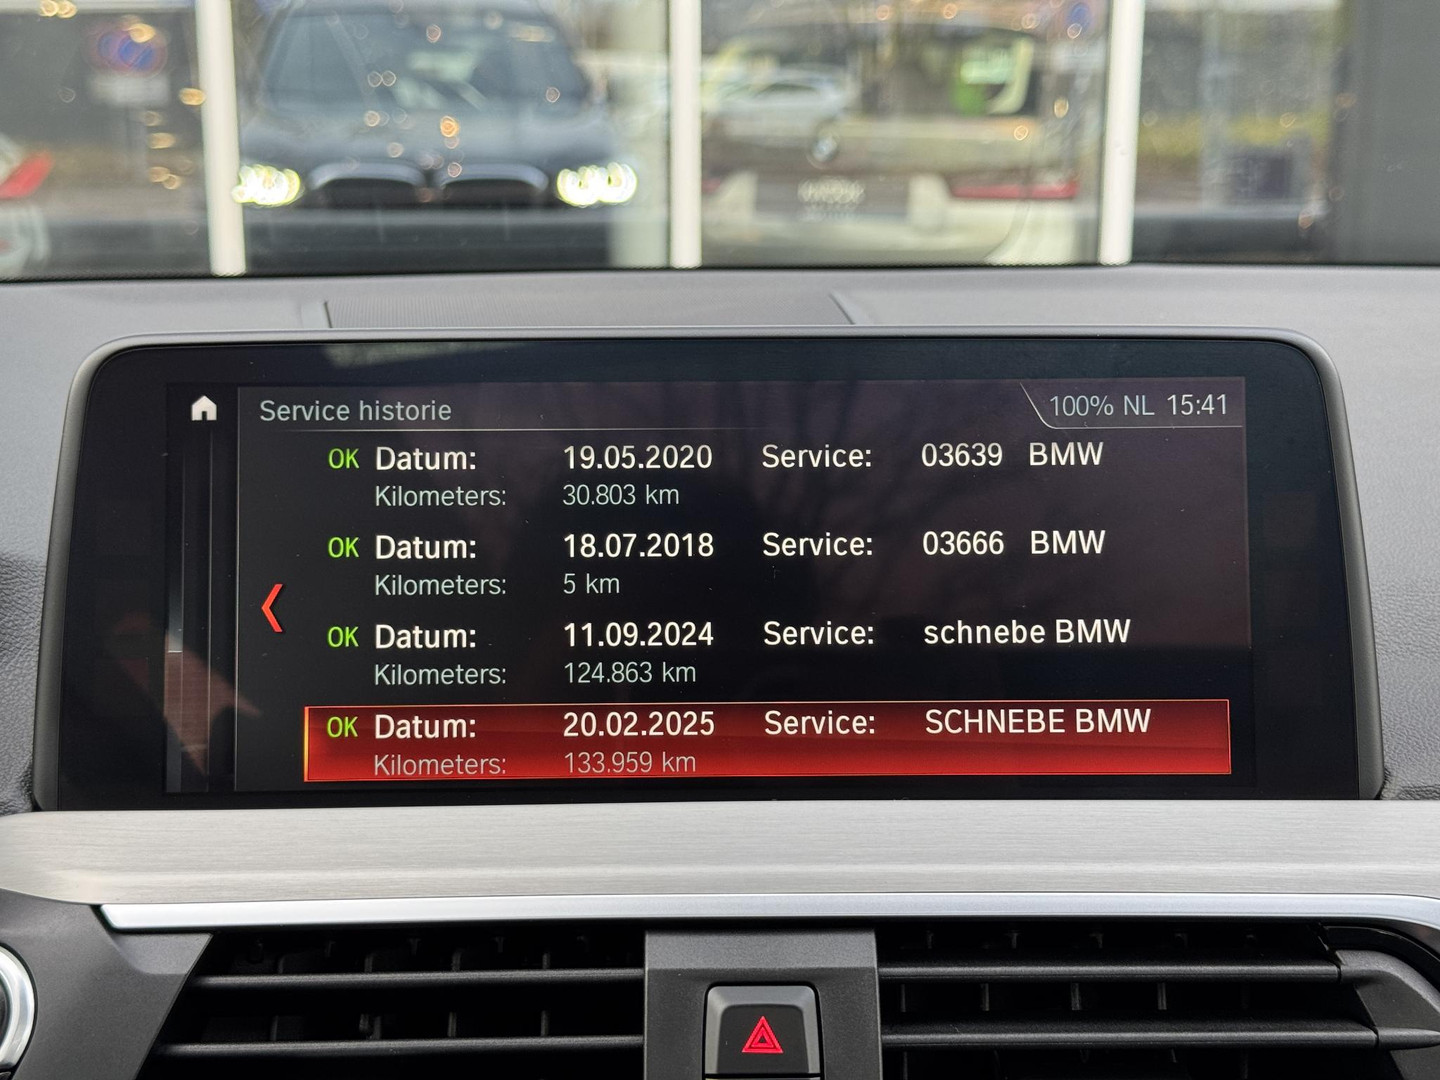 Service historie 100% NL 15:41
OK Datum: 19.05.2020 Service: 03639 BMW
Kilometers: 30.803 km
OK Datum: 18.07.2018 Service: 03666 BMW
Kilometers: 5 km
OK Datum: 11.09.2024 Service: schnebe BMW
Kilometers: 124.863 km
OK Datum: 20.02.2025 Service: SCHNEBE BMW
Kilometers: 133.959 km